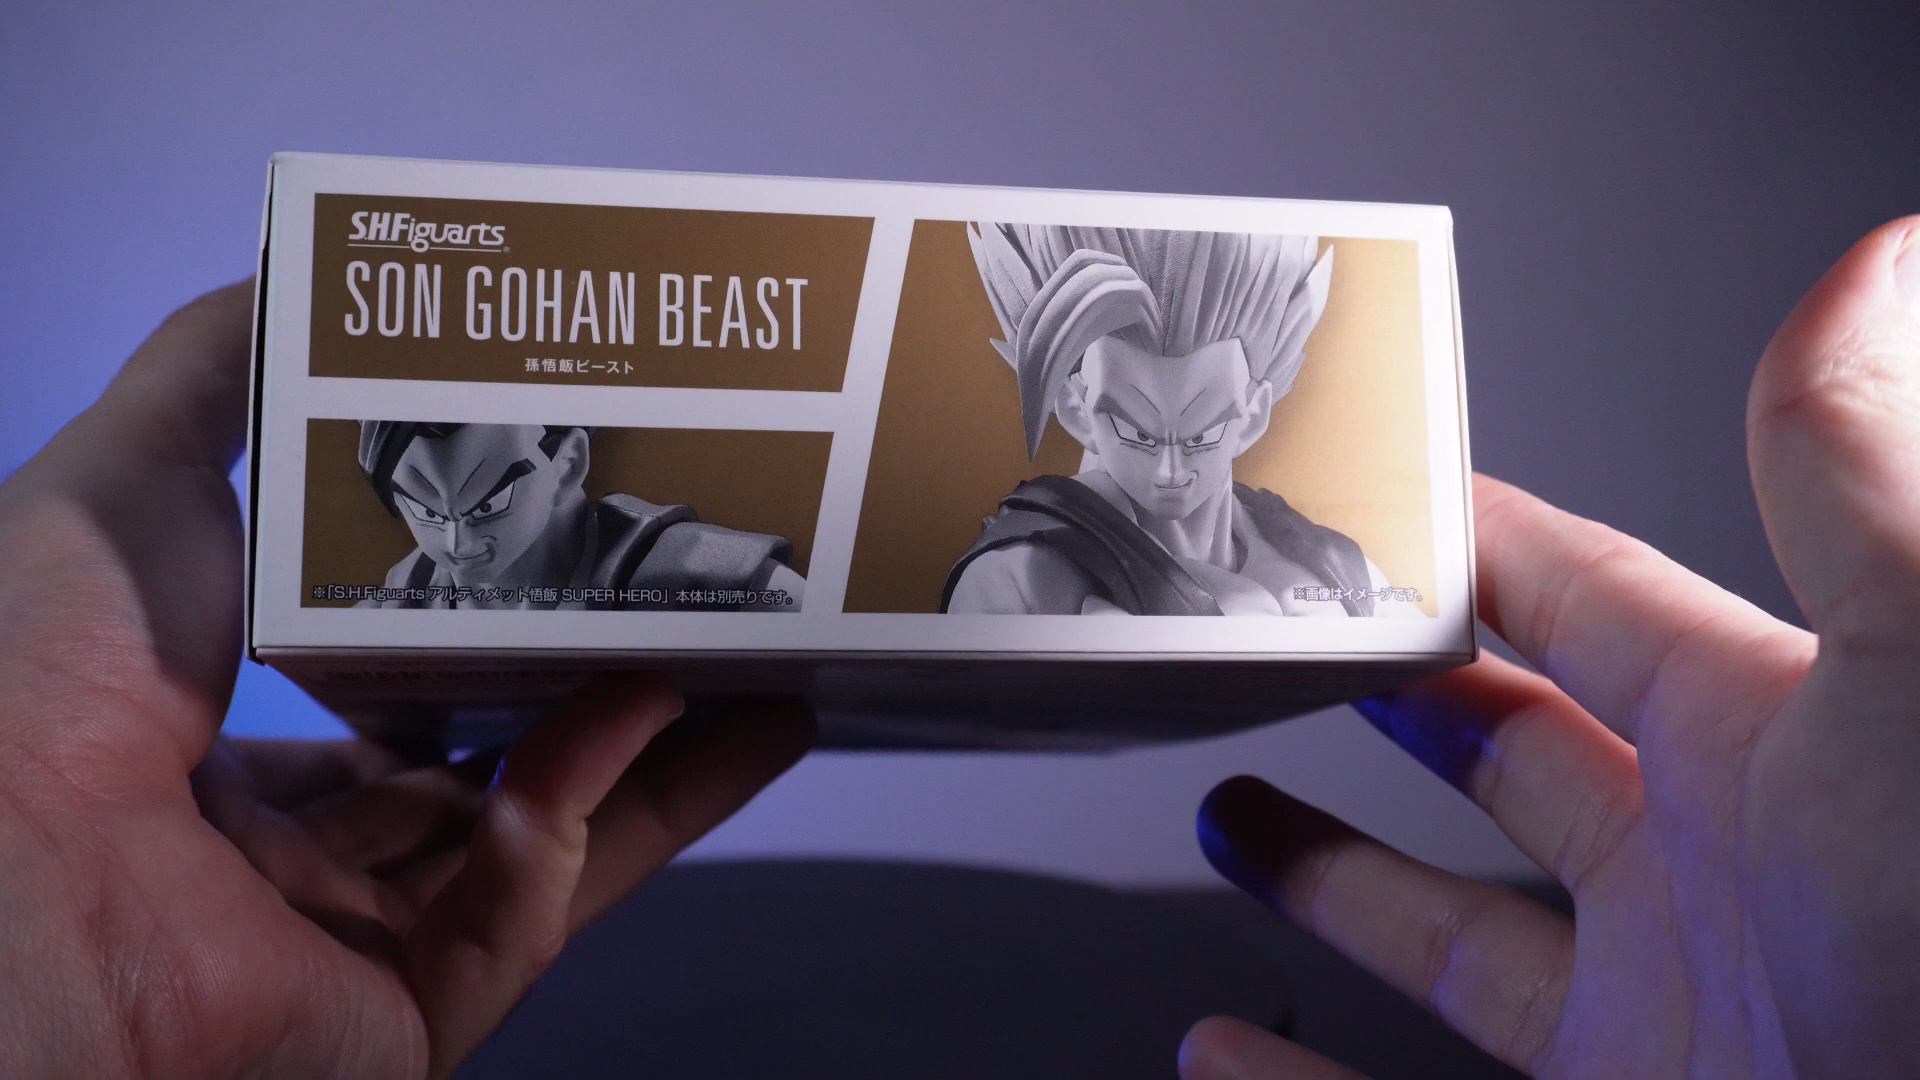 S.H.Figuarts®
SON GOHAN BEAST
孫悟飯ビースト
※「S.H.Figuarts アルティメット悟飯 SUPER HERO」本体は別売りです。
※画像はイメージです。